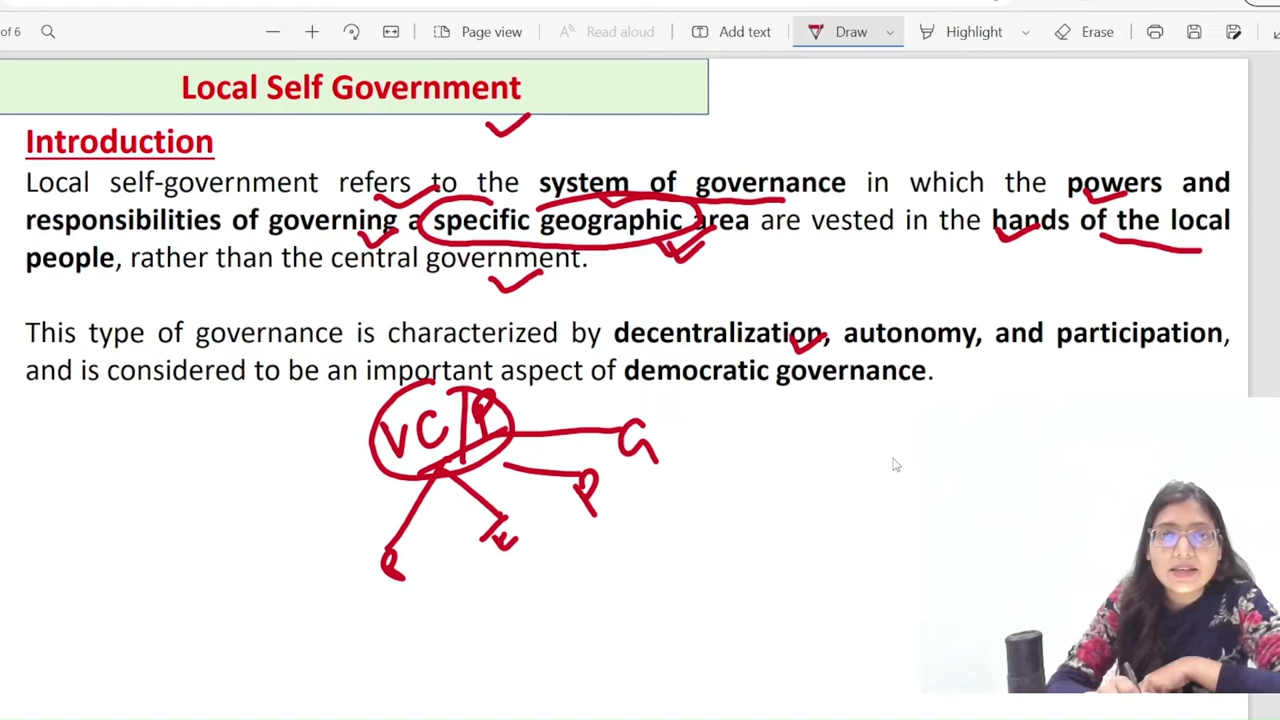 of 6
Page view
Read aloud
Add text
Draw
Highlight
Erase
Local Self Government
Introduction
Local self-government refers to the system of governance in which the powers and
responsibilities of governing a specific geographic area are vested in the hands of the local
people, rather than the central government.
This type of governance is characterized by decentralization, autonomy, and participation,
and is considered to be an important aspect of democratic governance.
VC P
G
P